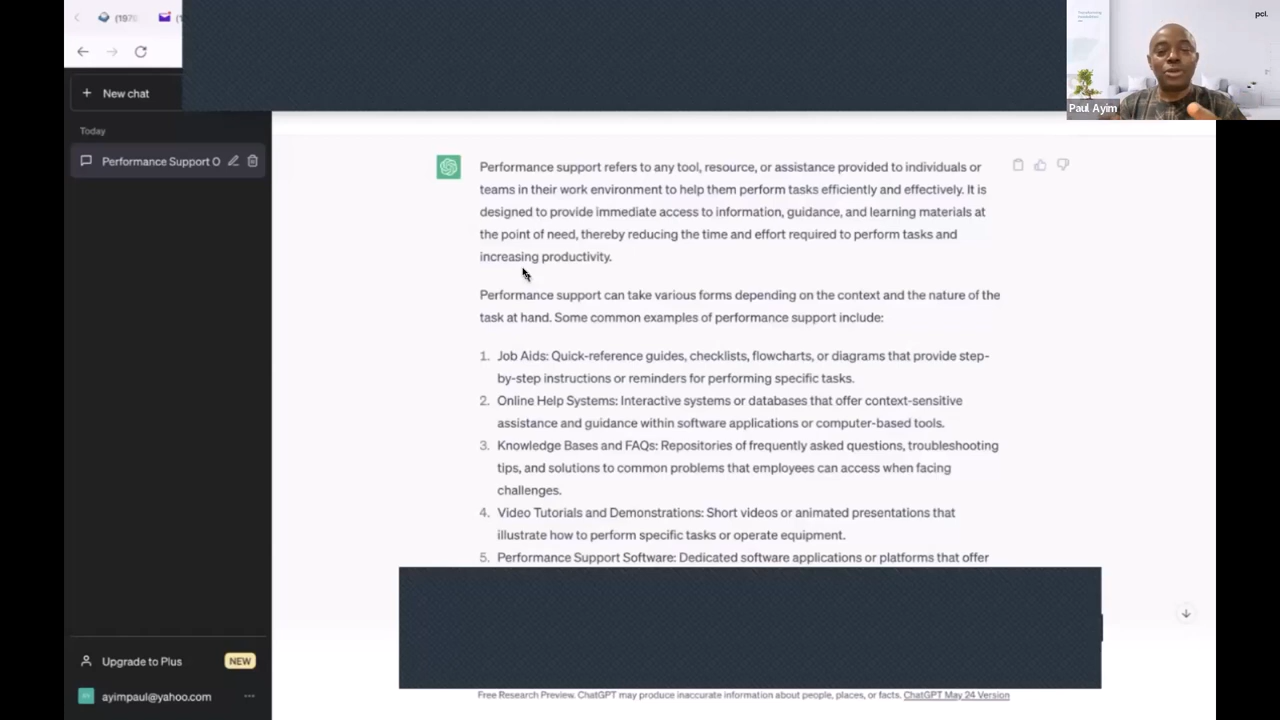 (197
(1
pcl.
Paul Ayim
New chat
Today
Performance Support O
Performance support refers to any tool, resource, or assistance provided to individuals or
teams in their work environment to help them perform tasks efficiently and effectively. It is
designed to provide immediate access to information, guidance, and learning materials at
the point of need, thereby reducing the time and effort required to perform tasks and
increasing productivity.
Performance support can take various forms depending on the context and the nature of the
task at hand. Some common examples of performance support include:
1. Job Aids: Quick-reference guides, checklists, flowcharts, or diagrams that provide step-
by-step instructions or reminders for performing specific tasks.
2. Online Help Systems: Interactive systems or databases that offer context-sensitive
assistance and guidance within software applications or computer-based tools.
3. Knowledge Bases and FAQs: Repositories of frequently asked questions, troubleshooting
tips, and solutions to common problems that employees can access when facing
challenges.
4. Video Tutorials and Demonstrations: Short videos or animated presentations that
illustrate how to perform specific tasks or operate equipment.
5. Performance Support Software: Dedicated software applications or platforms that offer
Upgrade to Plus
NEW
ayimpaul@yahoo.com
Free Research Preview. ChatGPT may produce inaccurate information about people, places, or facts. ChatGPT May 24 Version